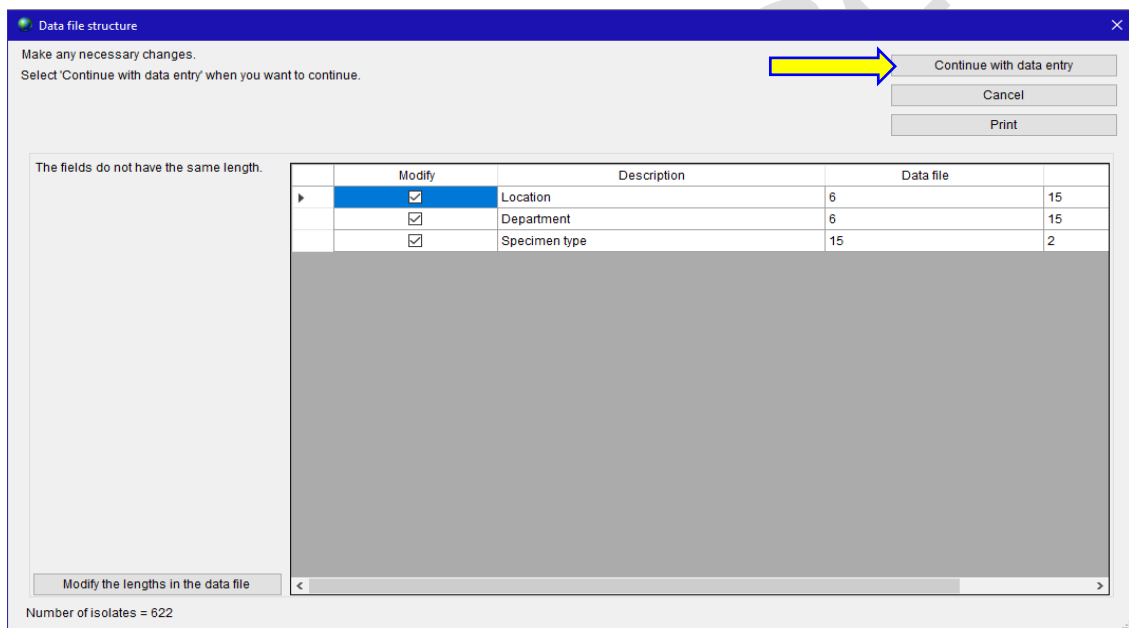 Data file structure
Make any necessary changes.
Select 'Continue with data entry' when you want to continue.
Continue with data entry
Cancel
Print
The fields do not have the same length.
Modify Description Data file
Location 6 15
Department 6 15
Specimen type 15 2
Modify the lengths in the data file
Number of isolates = 622